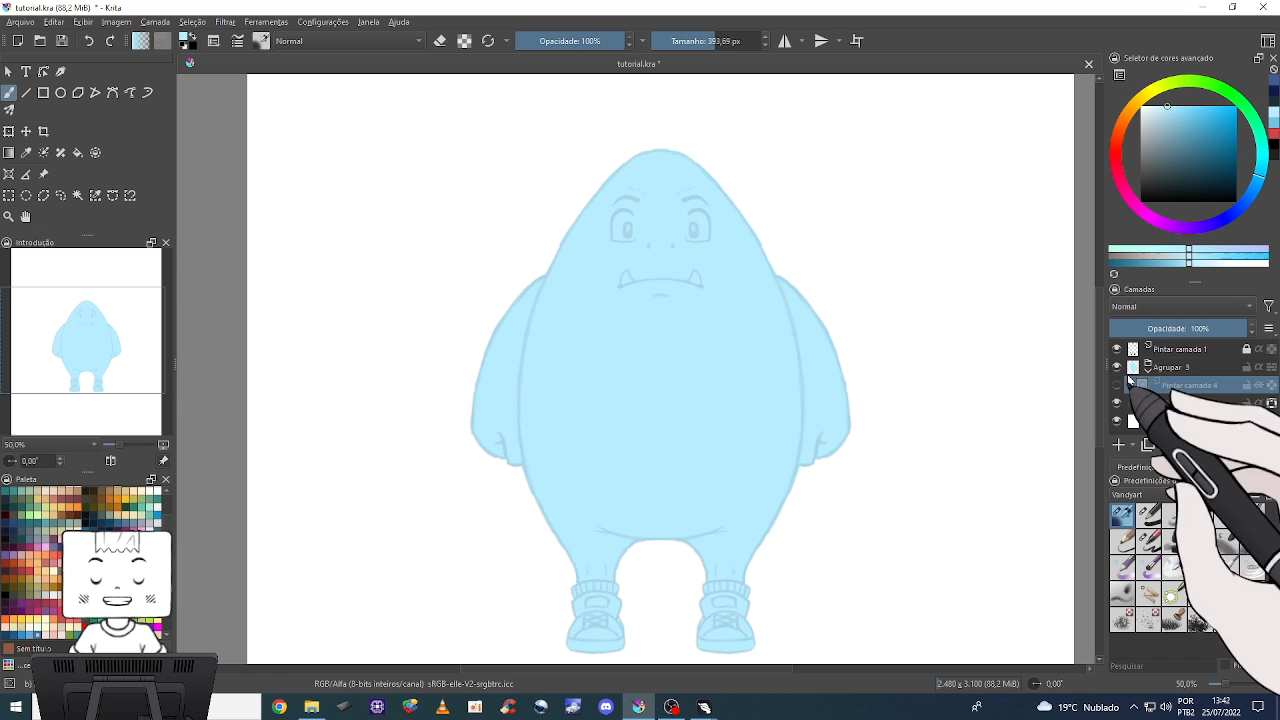 tutorial.kra (88,2 MiB) * - Krita
Arquivo Editar Exibir Imagem Camada Seleção Filtrar Ferramentas Configurações Janela Ajuda
Normal Opacidade: 100% Tamanho: 393,69 px
tutorial.kra *
Seletor de cores avançado
Introdução
50,0%
0,00°
Paleta
Sem título
Camadas
Normal
Opacidade: 100%
Pintar camada 1
Agrupar 3
Pintar camada 4
Predefiniç
Vandyart
Pesquisar
RGB/Alfa (8-bits inteiros/canal) sRGB-elle-V2-srgbtrc.icc
2.480 x 3.100 (88,2 MiB)
0,00°
50,0%
19°C Nublado
POR
PTB2
13:42
25/07/2022